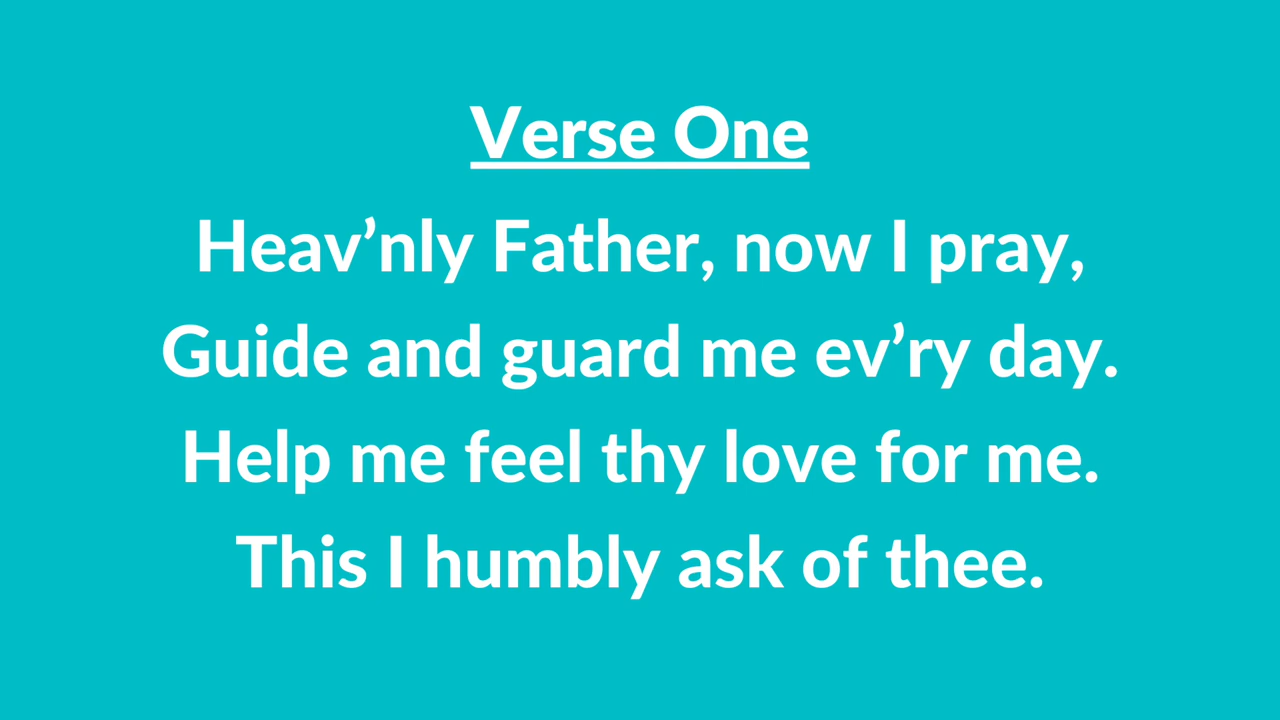 Verse One
Heav’nly Father, now I pray,
Guide and guard me ev’ry day.
Help me feel thy love for me.
This I humbly ask of thee.